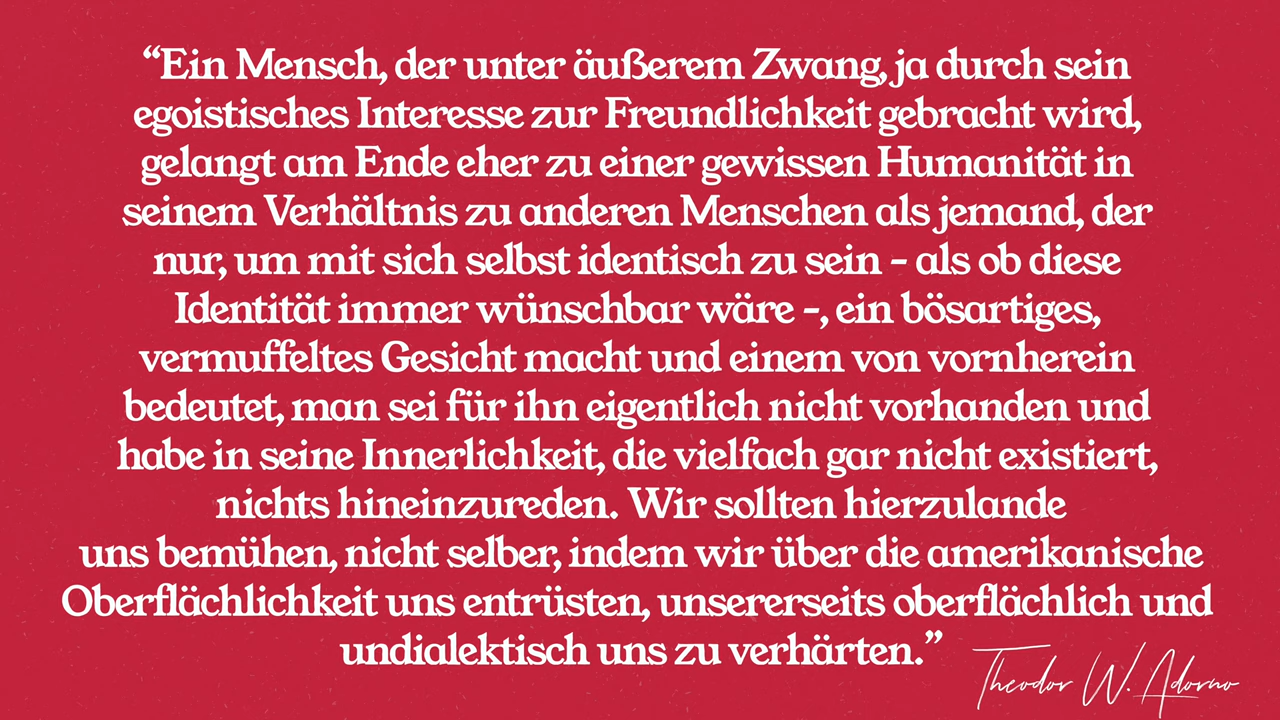 “Ein Mensch, der unter äußerem Zwang, ja durch sein
egoistisches Interesse zur Freundlichkeit gebracht wird,
gelangt am Ende eher zu einer gewissen Humanität in
seinem Verhältnis zu anderen Menschen als jemand, der
nur, um mit sich selbst identisch zu sein – als ob diese
Identität immer wünschbar wäre –, ein bösartiges,
vermuffeltes Gesicht macht und einem von vornherein
bedeutet, man sei für ihn eigentlich nicht vorhanden und
habe in seine Innerlichkeit, die vielfach gar nicht existiert,
nichts hineinzureden. Wir sollten hierzulande
uns bemühen, nicht selber, indem wir über die amerikanische
Oberflächlichkeit uns entrüsten, unsererseits oberflächlich und
undialektisch uns zu verhärten.”
Theodor W. Adorno